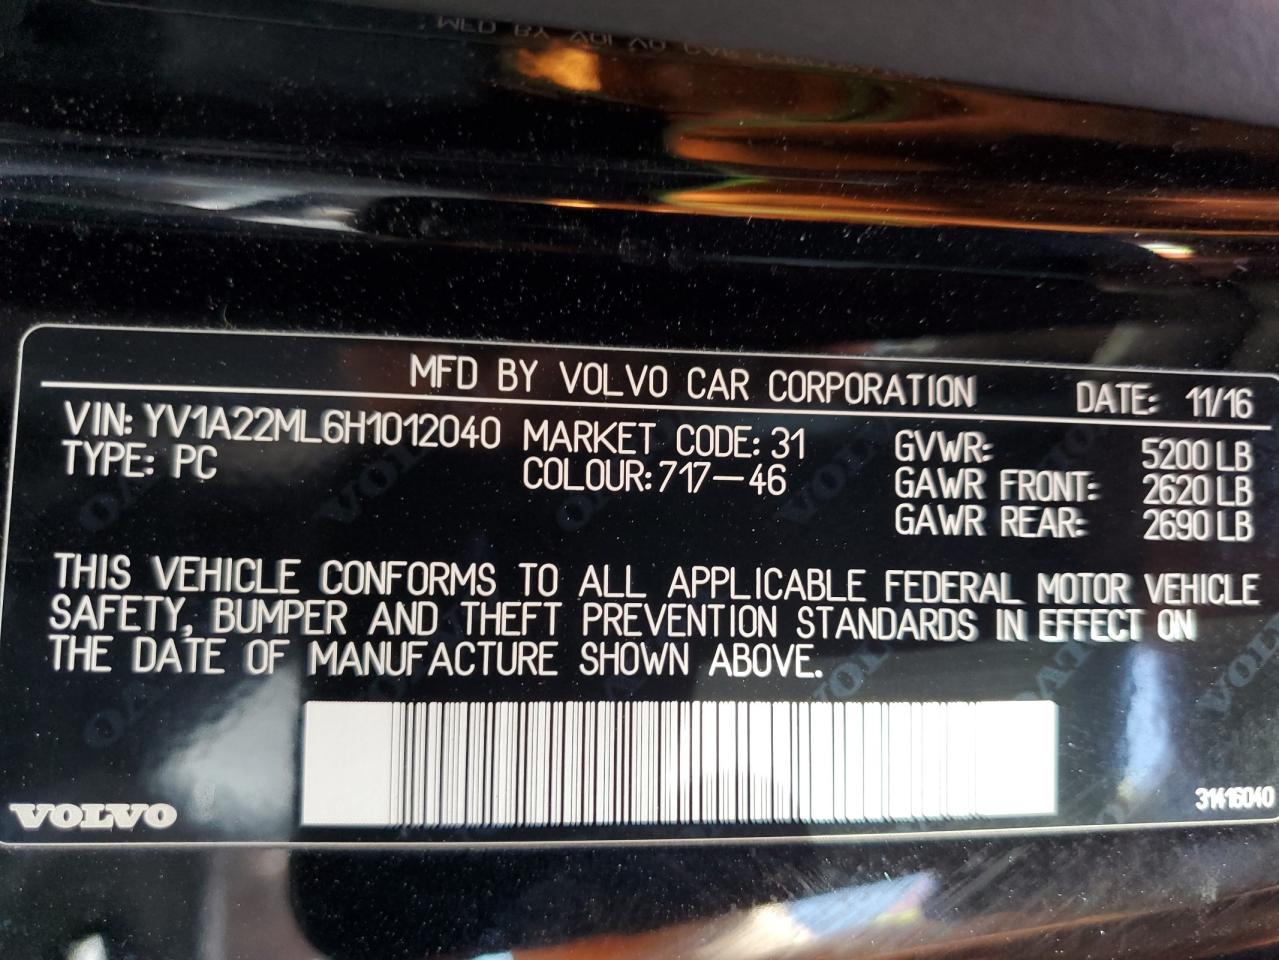 MFD BY VOLVO CAR CORPORATION DATE: 11/16
VIN: YV1A22ML6H1012040 MARKET CODE: 31 GVWR: 5200 LB
TYPE: PC COLOUR: 717-46 GAWR FRONT: 2620 LB
GAWR REAR: 2690 LB
THIS VEHICLE CONFORMS TO ALL APPLICABLE FEDERAL MOTOR VEHICLE
SAFETY, BUMPER AND THEFT PREVENTION STANDARDS IN EFFECT ON
THE DATE OF MANUFACTURE SHOWN ABOVE.
31416040
VOLVO